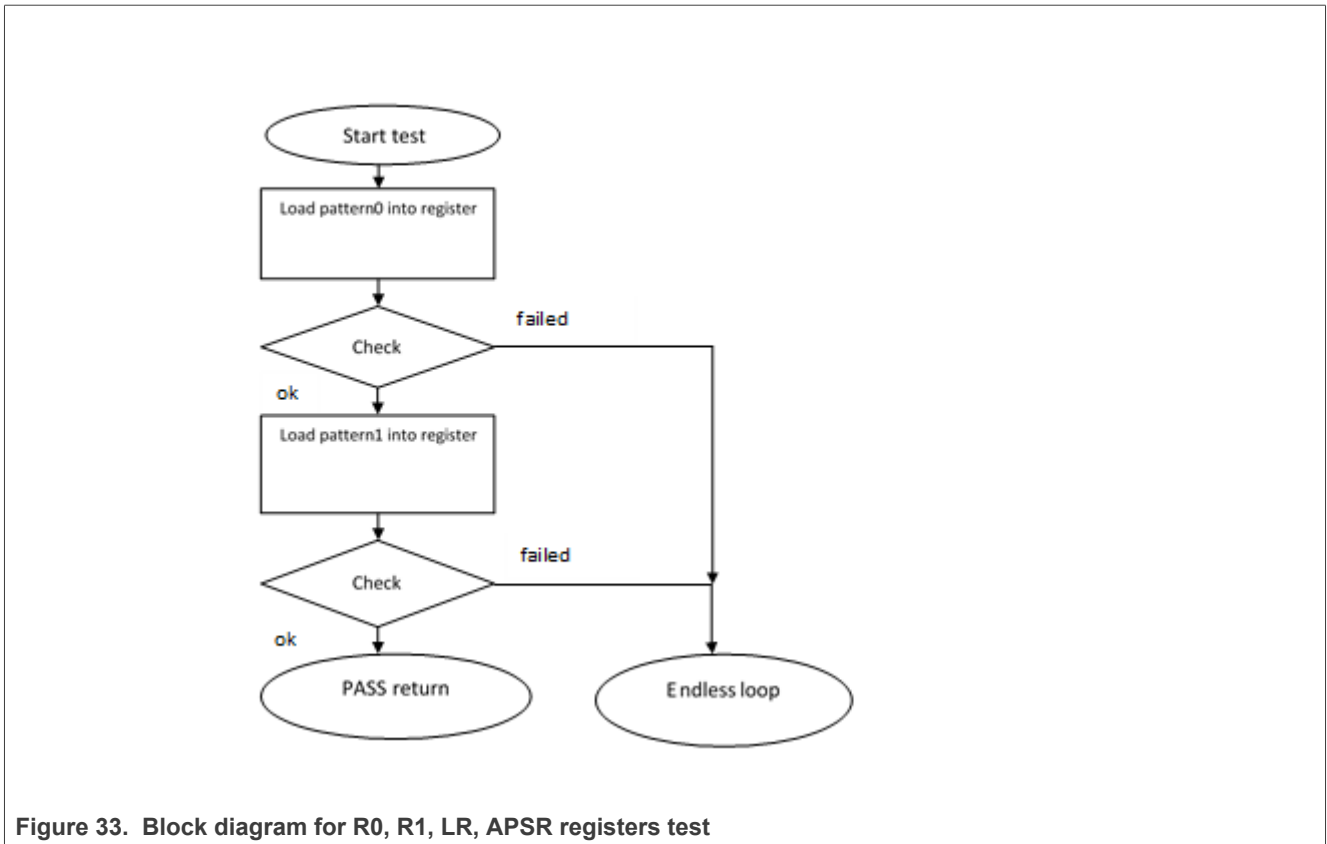 Start test
Load pattern0 into register
failed
Check
ok
Load pattern1 into register
failed
Check
ok
PASS return
Endless loop
Figure 33. Block diagram for R0, R1, LR, APSR registers test